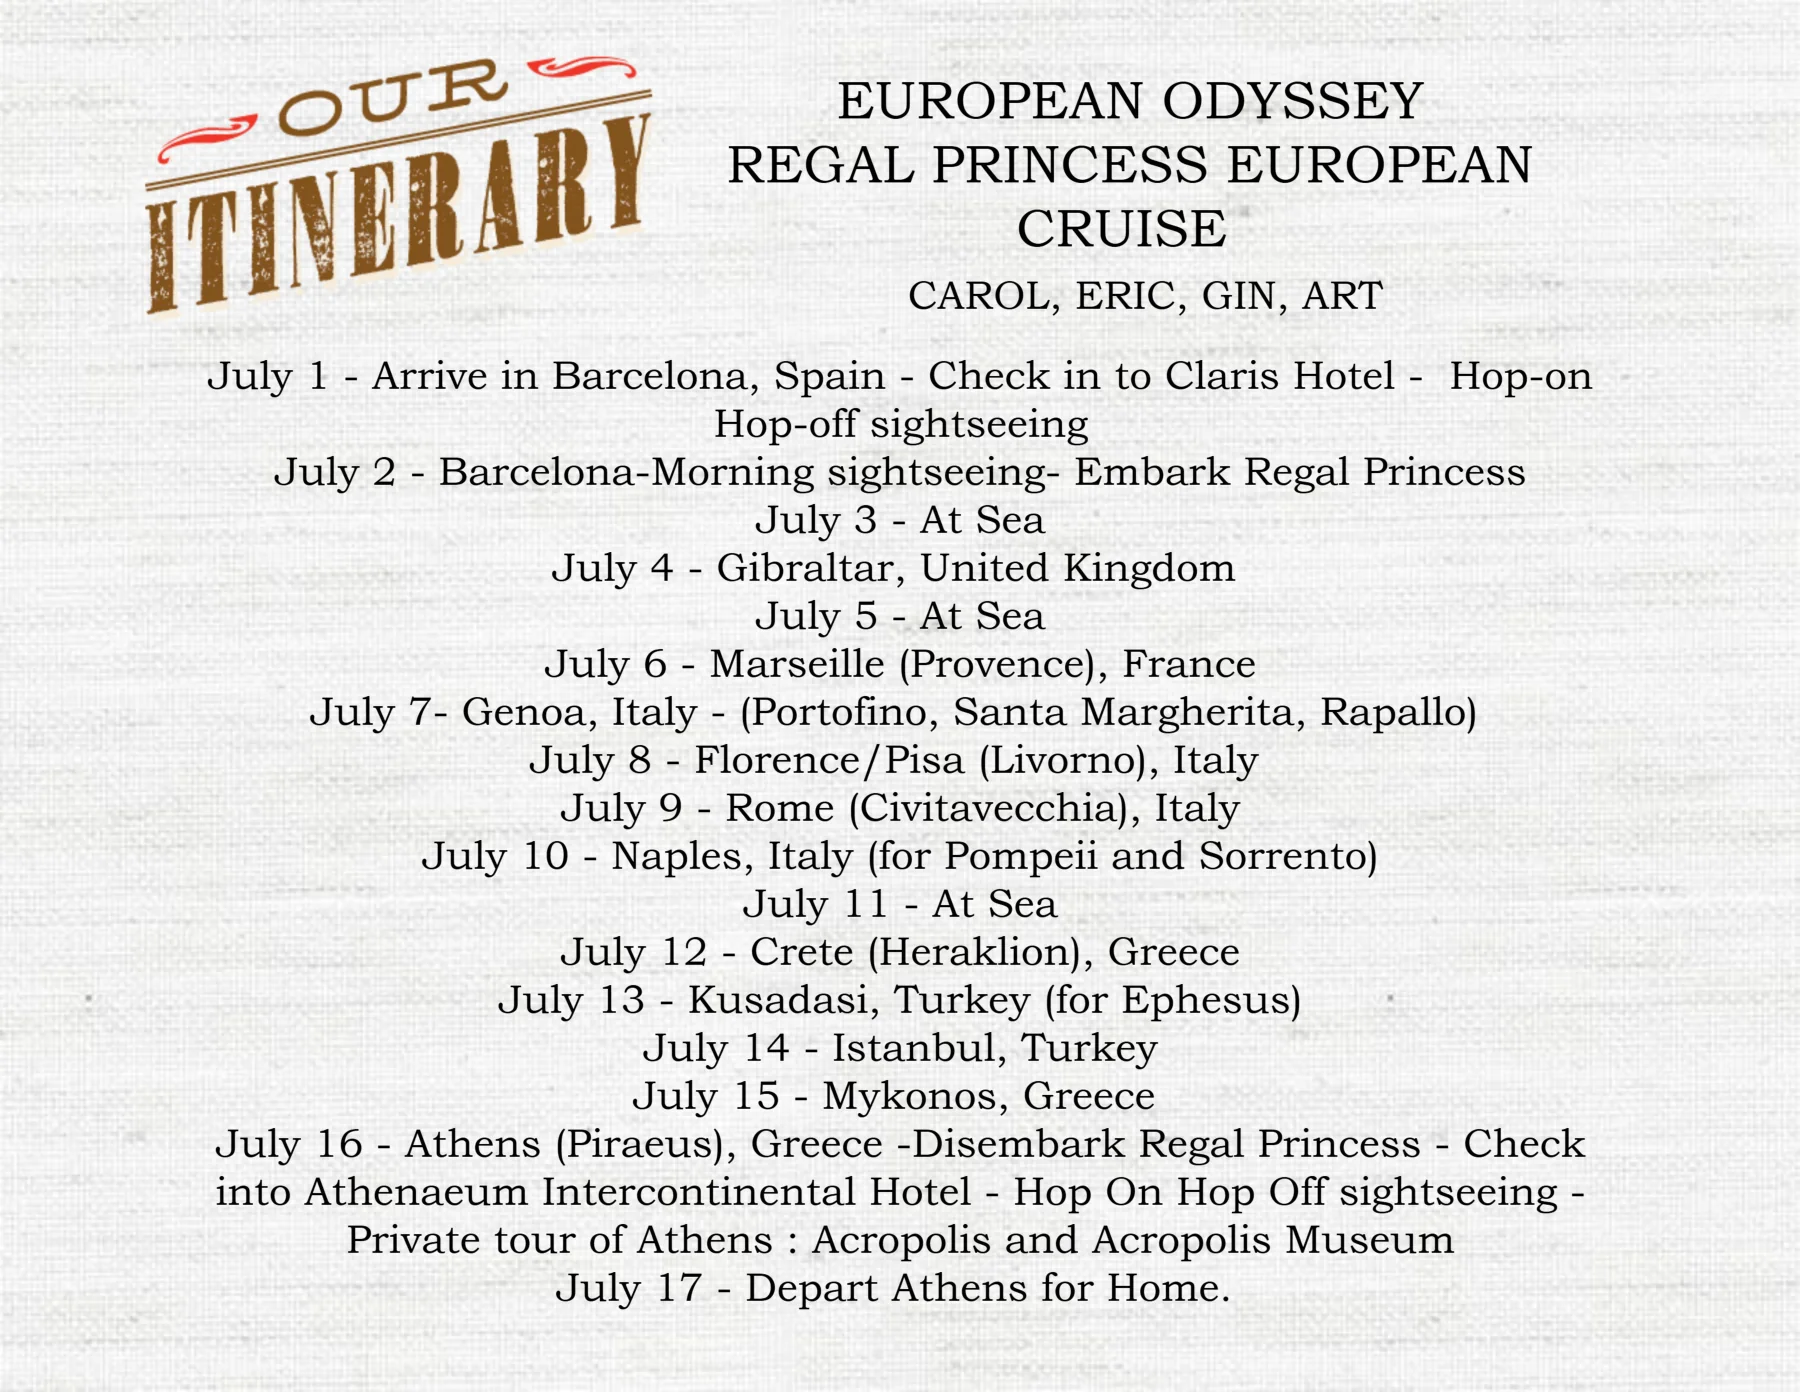 OUR
ITINERARY
EUROPEAN ODYSSEY
REGAL PRINCESS EUROPEAN
CRUISE
CAROL, ERIC, GIN, ART
July 1 - Arrive in Barcelona, Spain - Check in to Claris Hotel -  Hop-on
Hop-off sightseeing
July 2 - Barcelona-Morning sightseeing- Embark Regal Princess
July 3 - At Sea
July 4 - Gibraltar, United Kingdom
July 5 - At Sea
July 6 - Marseille (Provence), France
July 7- Genoa, Italy - (Portofino, Santa Margherita, Rapallo)
July 8 - Florence/Pisa (Livorno), Italy
July 9 - Rome (Civitavecchia), Italy
July 10 - Naples, Italy (for Pompeii and Sorrento)
July 11 - At Sea
July 12 - Crete (Heraklion), Greece
July 13 - Kusadasi, Turkey (for Ephesus)
July 14 - Istanbul, Turkey
July 15 - Mykonos, Greece
July 16 - Athens (Piraeus), Greece -Disembark Regal Princess - Check
into Athenaeum Intercontinental Hotel - Hop On Hop Off sightseeing -
Private tour of Athens : Acropolis and Acropolis Museum
July 17 - Depart Athens for Home.